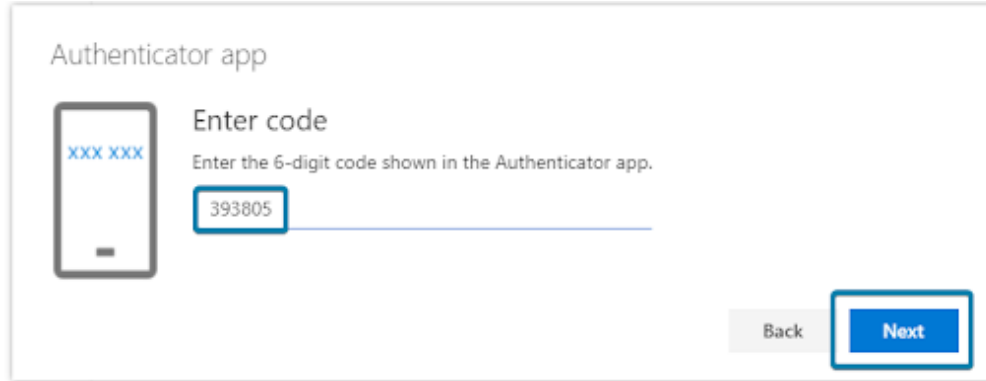 Authenticator app
Enter code
XXX XXX
Enter the 6-digit code shown in the Authenticator app.
393805
Back
Next